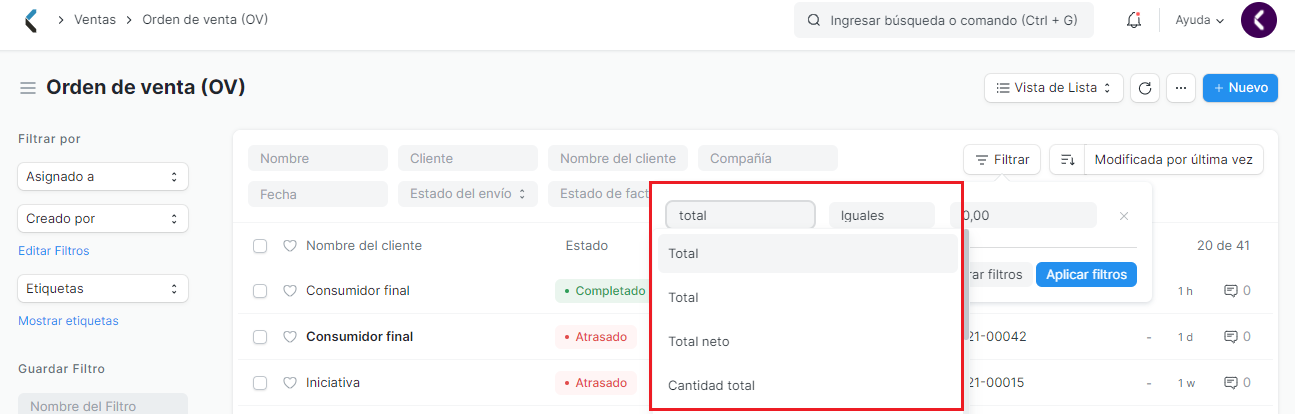 Ventas Orden de venta (OV)
Ingresar búsqueda o comando (Ctrl + G)
Ayuda
Orden de venta (OV)
Vista de Lista
+ Nuevo
Filtrar por
Asignado a
Creado por
Editar Filtros
Etiquetas
Mostrar etiquetas
Guardar Filtro
Nombre del Filtro
Nombre Cliente Nombre del cliente Compañía
Filtrar
Modificada por última vez
Fecha Estado del envío Estado de fact
total Iguales 0,00
Total
Total
Total neto
Cantidad total
rar filtros Aplicar filtros
Nombre del cliente Estado 20 de 41
Consumidor final Completado 1 h 0
Consumidor final Atrasado 21-00042 - 1 d 0
Iniciativa Atrasado 21-00015 - 1 w 0